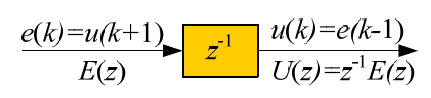 e(k)=u(k+1)
E(z)
z⁻¹
u(k)=e(k-1)
U(z)=z⁻¹E(z)